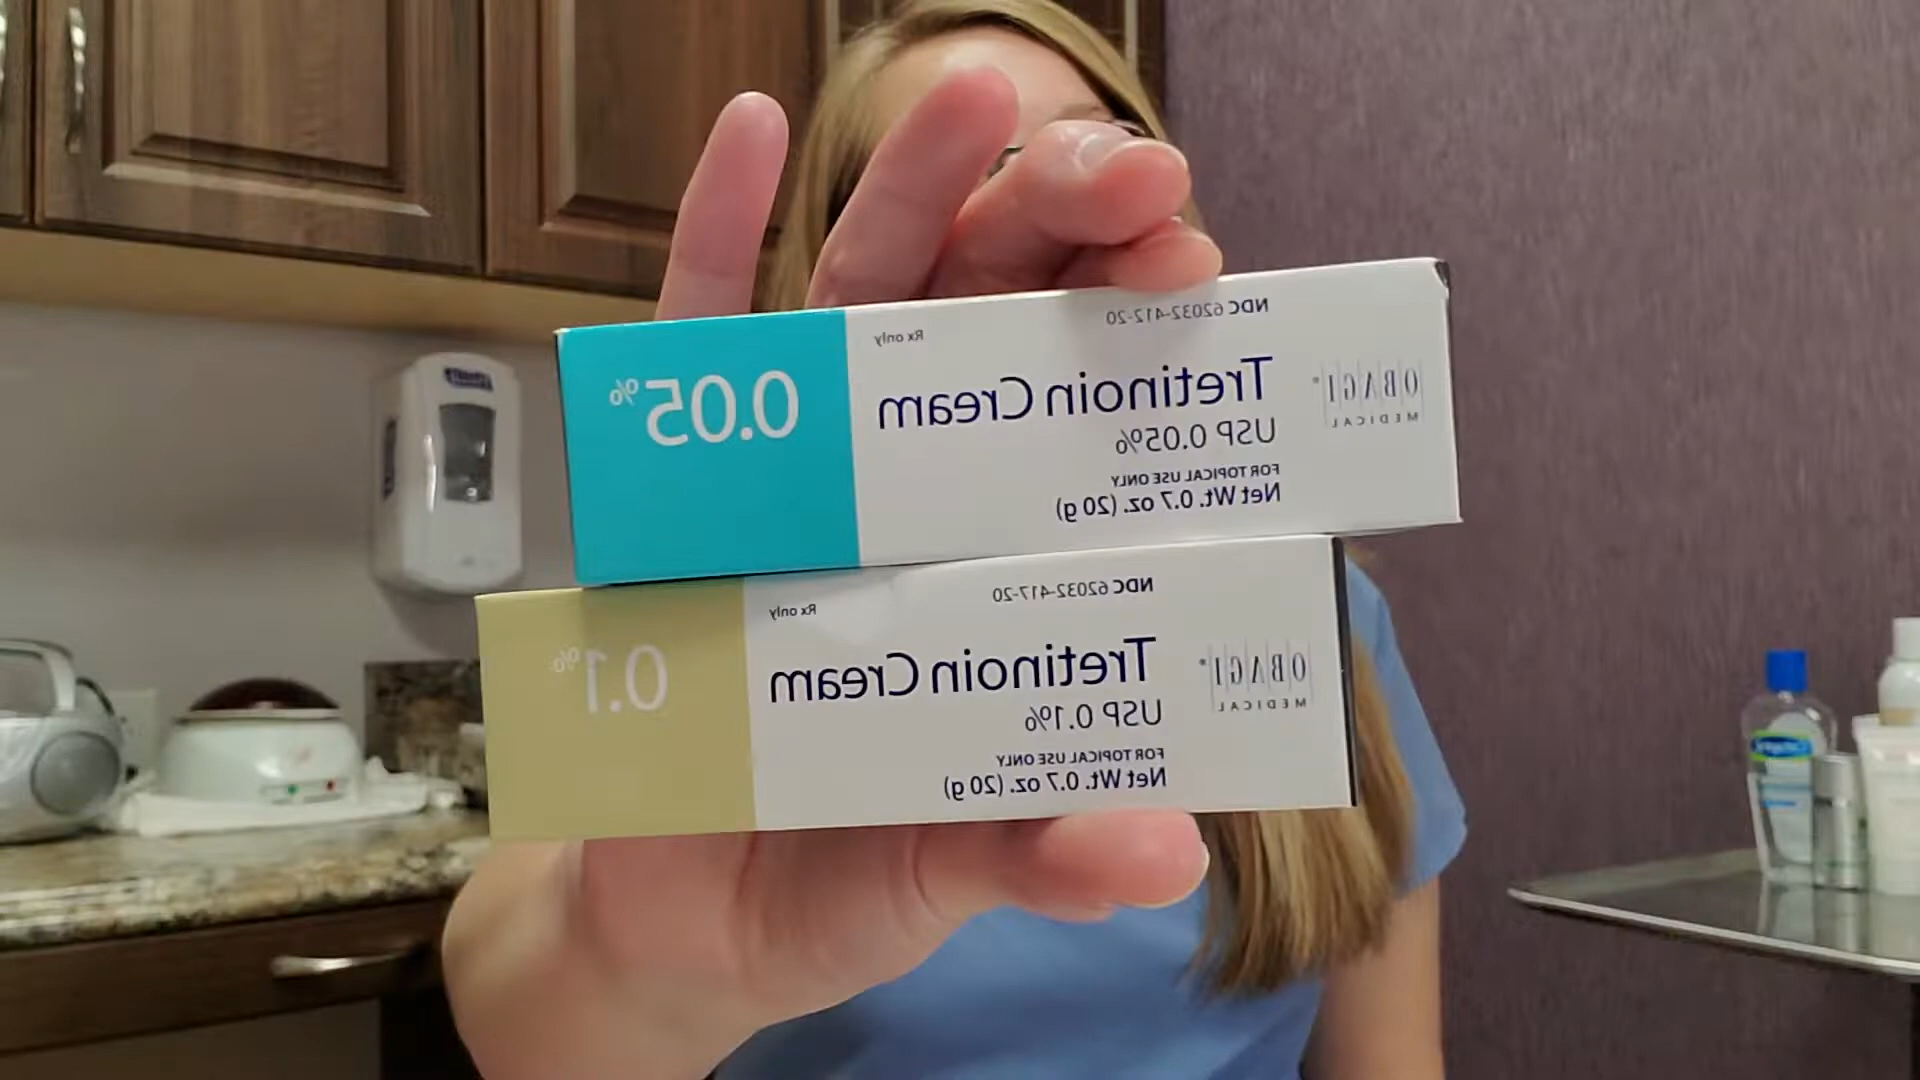 NDC 62032-412-20
Rx only
OBAGI®
MEDICAL
Tretinoin Cream
USP 0.05%
FOR TOPICAL USE ONLY
Net Wt. 0.7 oz. (20 g)
0.05%
NDC 62032-417-20
Rx only
OBAGI®
MEDICAL
Tretinoin Cream
USP 0.1%
FOR TOPICAL USE ONLY
Net Wt. 0.7 oz. (20 g)
0.1%
Cetaphil